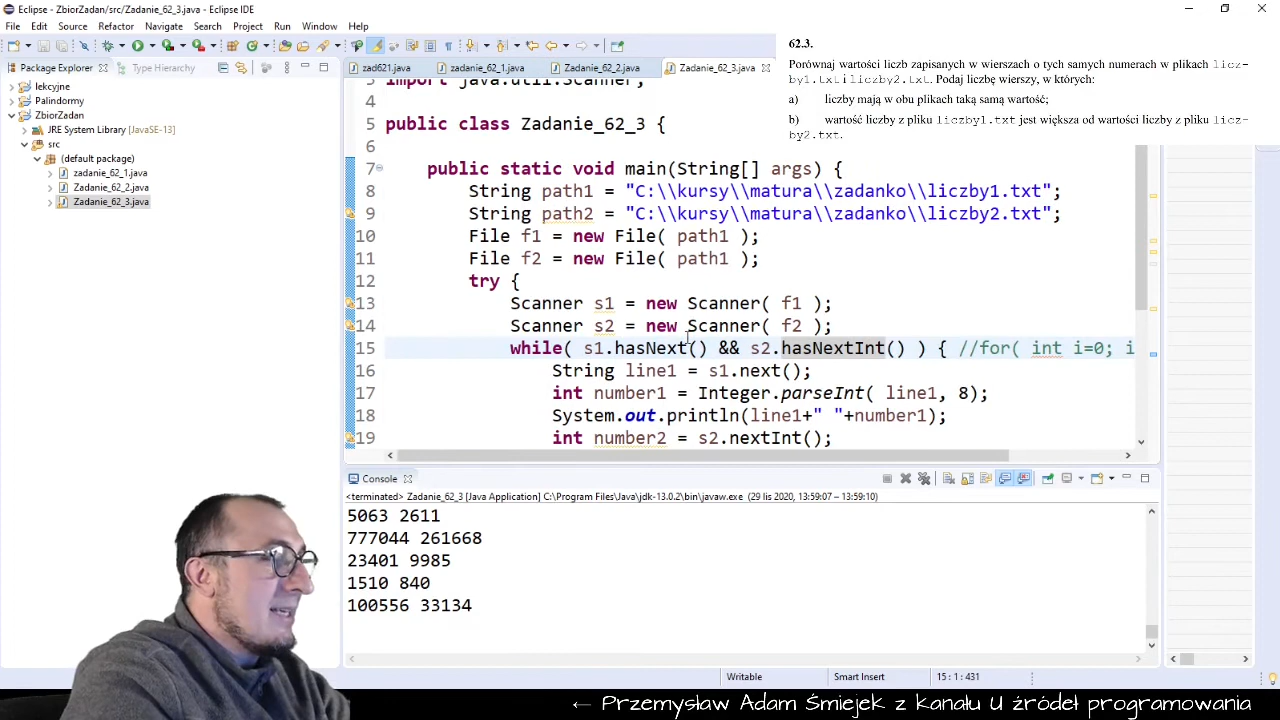 Eclipse - ZbiorZadan/src/Zadanie_62_3.java - Eclipse IDE
File Edit Source Refactor Navigate Search Project Run Window Help
62.3.
Porównaj wartości liczb zapisanych w wierszach o tych samych numerach w plikach licz-
by1.txt i liczby2.txt. Podaj liczbę wierszy, w których:
a) liczby mają w obu plikach taką samą wartość;
b) wartość liczby z pliku liczby1.txt jest większa od wartości liczby z pliku licz-
by2.txt.
Package Explorer Type Hierarchy
lekcyjne
Palindormy
ZbiorZadan
JRE System Library [JavaSE-13]
src
(default package)
zadanie_62_1.java
Zadanie_62_2.java
Zadanie_62_3.java
zad621.java zadanie_62_1.java Zadanie_62_2.java Zadanie_62_3.java
import java.util.Scanner;
4
5 public class Zadanie_62_3 {
6
7 public static void main(String[] args) {
8 String path1 = "C:\\kursy\\matura\\zadanko\\liczby1.txt";
9 String path2 = "C:\\kursy\\matura\\zadanko\\liczby2.txt";
10 File f1 = new File( path1 );
11 File f2 = new File( path1 );
12 try {
13 Scanner s1 = new Scanner( f1 );
14 Scanner s2 = new Scanner( f2 );
15 while( s1.hasNext() && s2.hasNextInt() ) { //for( int i=0; i
16 String line1 = s1.next();
17 int number1 = Integer.parseInt( line1, 8);
18 System.out.println(line1+" "+number1);
19 int number2 = s2.nextInt();
Console
<terminated> Zadanie_62_3 [Java Application] C:\Program Files\Java\jdk-13.0.2\bin\javaw.exe (29 lis 2020, 13:59:07 – 13:59:10)
5063 2611
777044 261668
23401 9985
1510 840
100556 33134
Writable Smart Insert 15 : 1 : 431
← Przemysław Adam Śmiejek z kanału U źródeł programowania